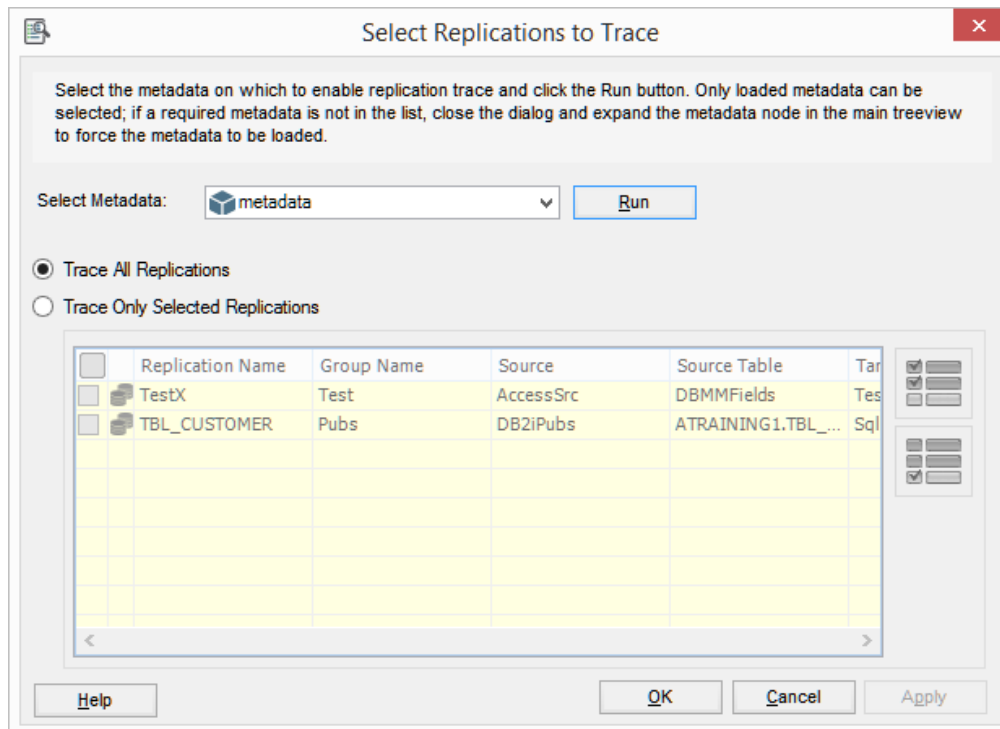 Select Replications to Trace
Select the metadata on which to enable replication trace and click the Run button. Only loaded metadata can be
selected; if a required metadata is not in the list, close the dialog and expand the metadata node in the main treeview
to force the metadata to be loaded.
Select Metadata: metadata Run
Trace All Replications
Trace Only Selected Replications
Replication Name Group Name Source Source Table Tar
TestX Test AccessSrc DBMMFields Tes
TBL_CUSTOMER Pubs DB2iPubs ATRAINING1.TBL_... Sql
Help OK Cancel Apply